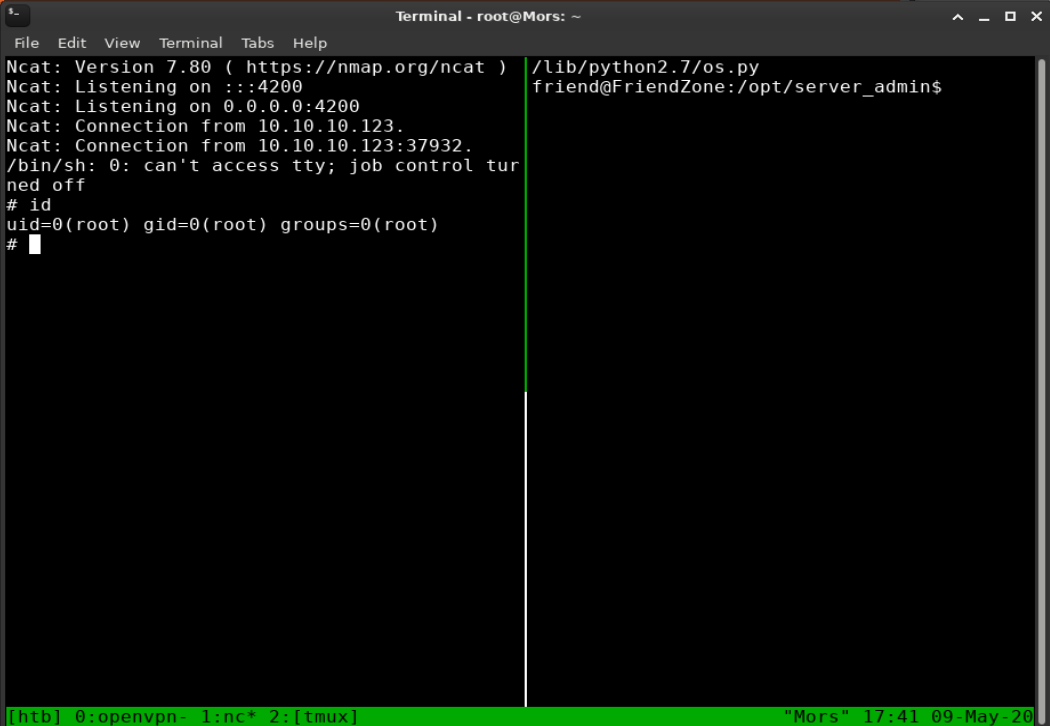 Terminal - root@Mors: ~
File Edit View Terminal Tabs Help
Ncat: Version 7.80 ( https://nmap.org/ncat )
Ncat: Listening on :::4200
Ncat: Listening on 0.0.0.0:4200
Ncat: Connection from 10.10.10.123.
Ncat: Connection from 10.10.10.123:37932.
/bin/sh: 0: can't access tty; job control tur
ned off
# id
uid=0(root) gid=0(root) groups=0(root)
#
/lib/python2.7/os.py
friend@FriendZone:/opt/server_admin$
[htb] 0:openvpn- 1:nc* 2:[tmux]
"Mors" 17:41 09-May-20